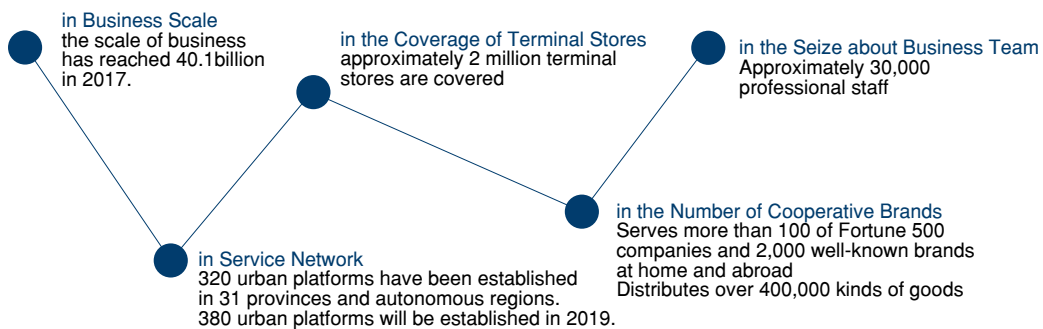 in Business Scale
the scale of business
has reached 40.1billion
in 2017.
in Service Network
320 urban platforms have been established
in 31 provinces and autonomous regions.
380 urban platforms will be established in 2019.
in the Coverage of Terminal Stores
approximately 2 million terminal
stores are covered
in the Number of Cooperative Brands
Serves more than 100 of Fortune 500
companies and 2,000 well-known brands
at home and abroad
Distributes over 400,000 kinds of goods
in the Seize about Business Team
Approximately 30,000
professional staff